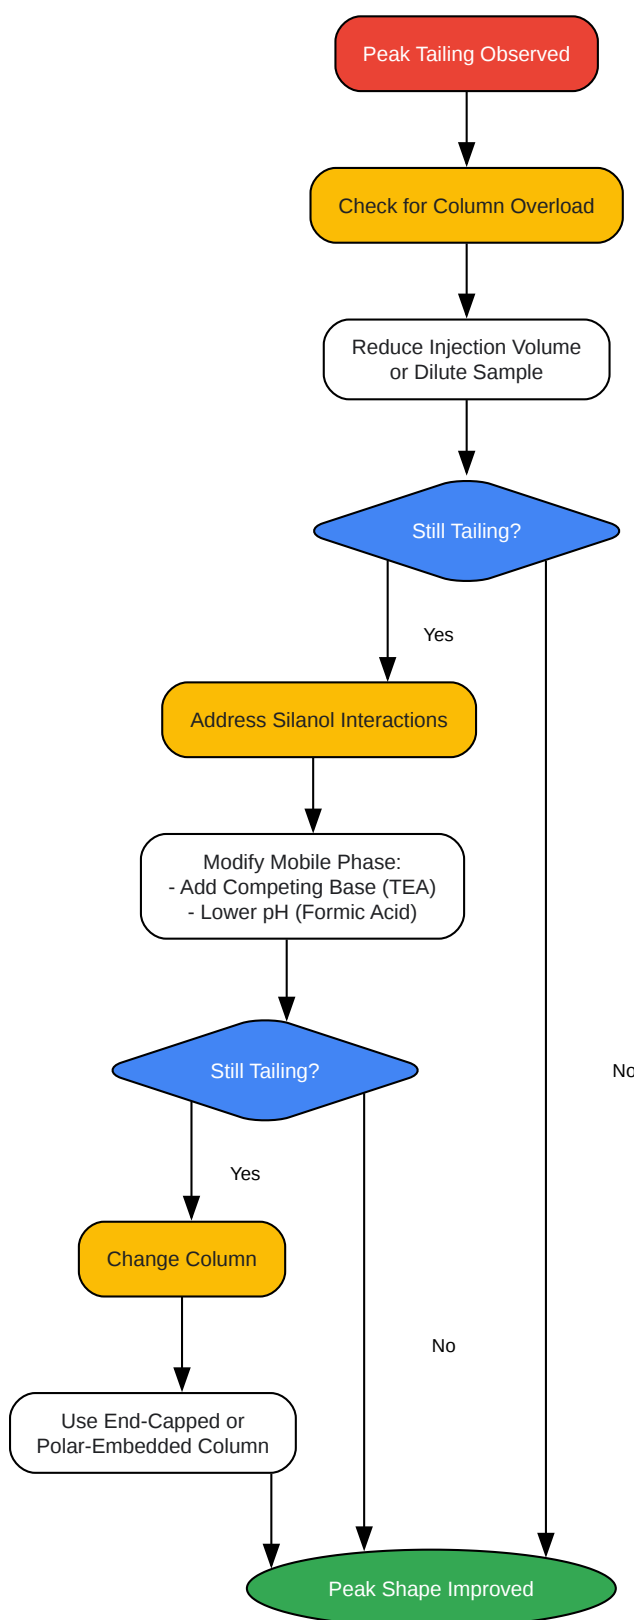 Peak Tailing Observed
Check for Column Overload
Reduce Injection Volume
or Dilute Sample
Still Tailing?
Yes
Address Silanol Interactions
Modify Mobile Phase:
- Add Competing Base (TEA)
- Lower pH (Formic Acid)
Still Tailing?
No
Yes
Change Column
No
Use End-Capped or
Polar-Embedded Column
Peak Shape Improved